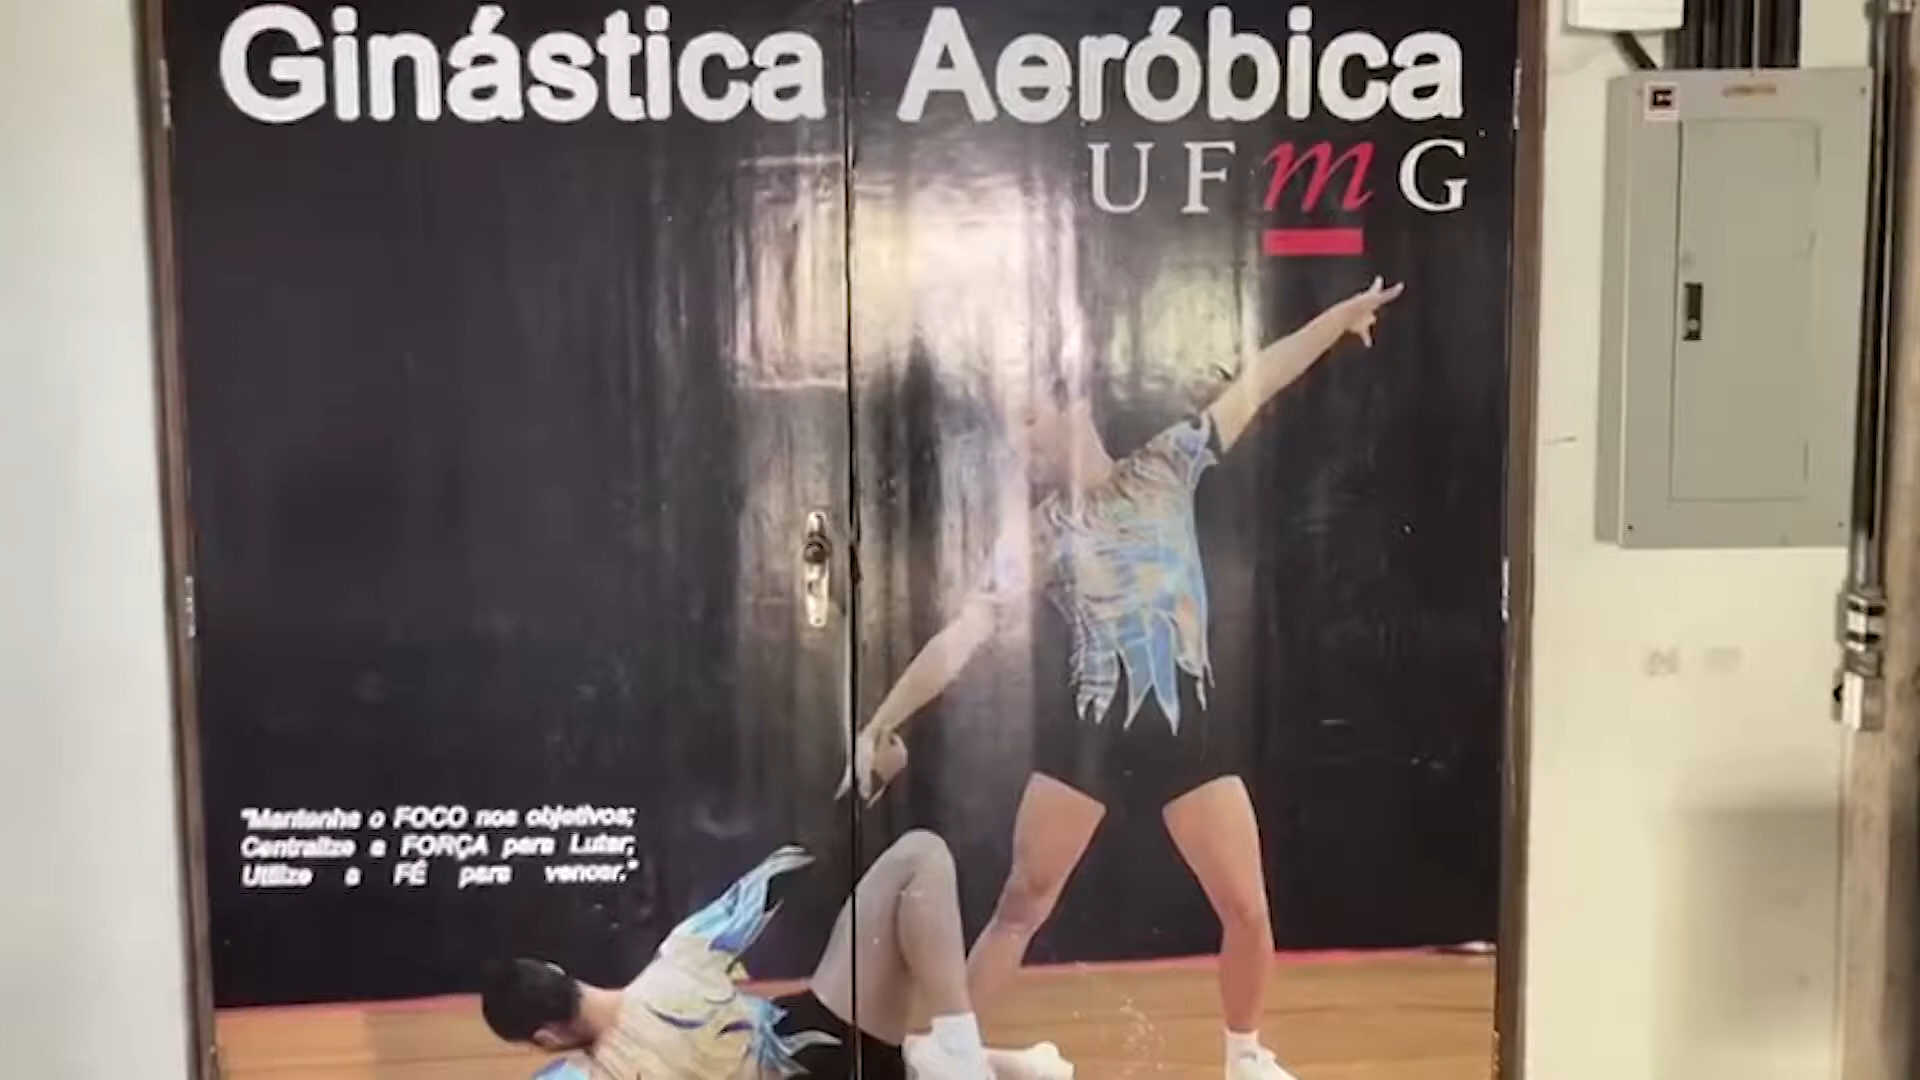 Ginástica Aeróbica
UFmG
"Mantenha o FOCO nos objetivos;
Centralize a FORÇA para Lutar;
Utilize a FÉ para vencer."